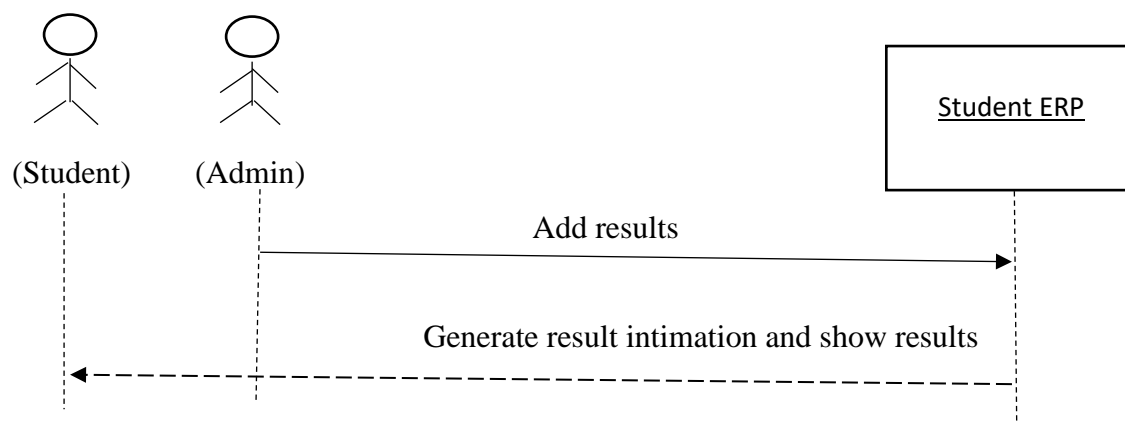 Student ERP
(Student)
(Admin)
Add results
Generate result intimation and show results